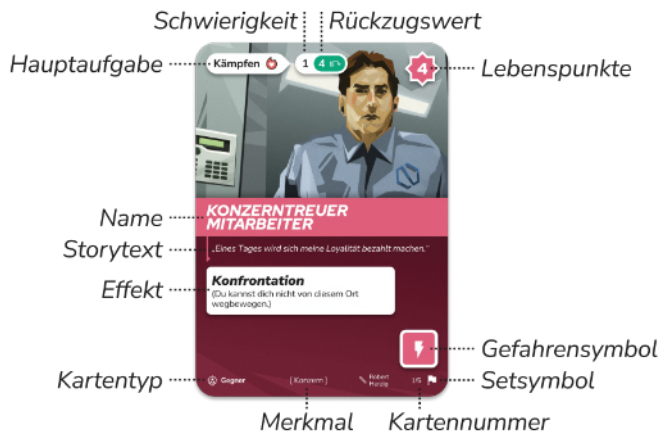 Schwierigkeit Rückzugswert
Hauptaufgabe
Kämpfen 1 4
4
Lebenspunkte
Name
KONZERNTREUER
MITARBEITER
Storytext
„Eines Tages wird sich meine Loyalität bezahlt machen.“
Effekt
Konfrontation
(Du kannst dich nicht von diesem Ort
wegbewegen.)
Gefahrensymbol
Kartentyp
Gegner
(Konzern)
Robert
Herzig
1/5
Setsymbol
Merkmal Kartennummer